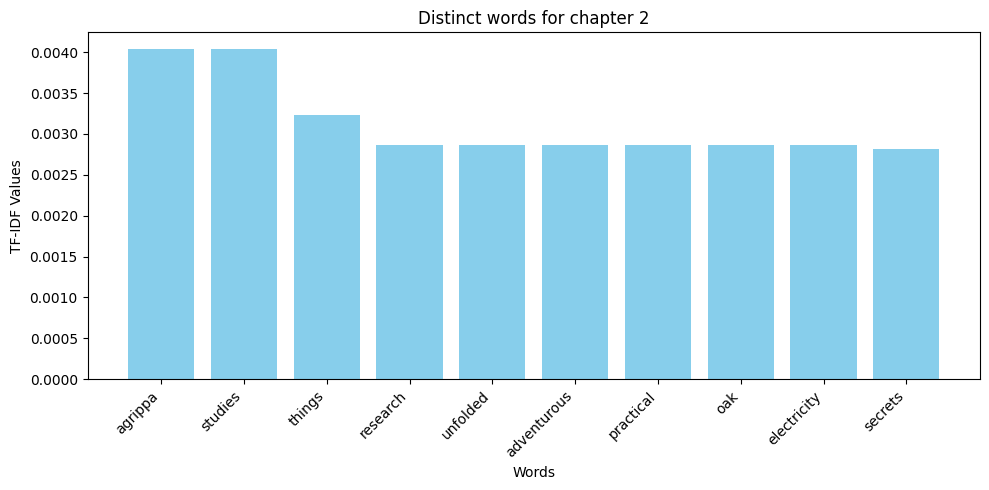 Distinct words for chapter 2
TF-IDF Values
0.0040
0.0035
0.0030
0.0025
0.0020
0.0015
0.0010
0.0005
0.0000
agrippa
studies
things
research
unfolded
adventurous
practical
oak
electricity
secrets
Words